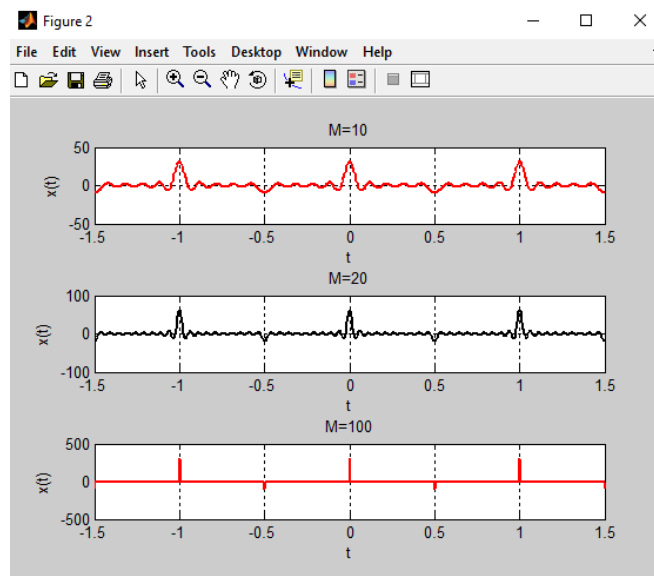 Figure 2
File Edit View Insert Tools Desktop Window Help
M=10
50
0
-50
x(t)
-1.5 -1 -0.5 0 0.5 1 1.5
t
M=20
100
0
-100
x(t)
-1.5 -1 -0.5 0 0.5 1 1.5
t
M=100
500
0
-500
x(t)
-1.5 -1 -0.5 0 0.5 1 1.5
t